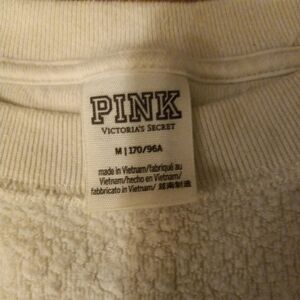 PINK
VICTORIA'S SECRET
M | 170/96A
made in Vietnam/fabriqué au
Vietnam/hecho en Vietnam/
fabbricato in Vietnam/ 越南制造